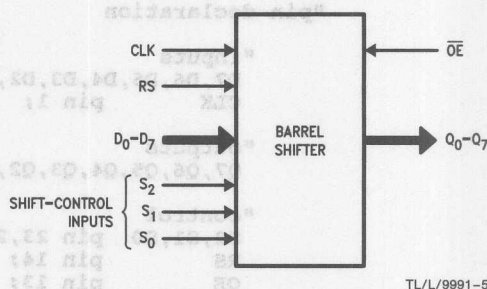 CLK
OE
RS
D₀–D₇
BARREL
SHIFTER
Q₀–Q₇
SHIFT-CONTROL
INPUTS
S₂
S₁
S₀
TL/L/9991–5